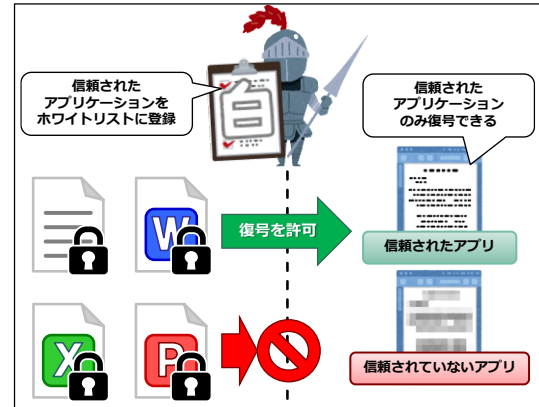 信頼された
アプリケーションを
ホワイトリストに登録
白
信頼された
アプリケーション
のみ復号できる
W
復号を許可
信頼されたアプリ
X
P
信頼されていないアプリ